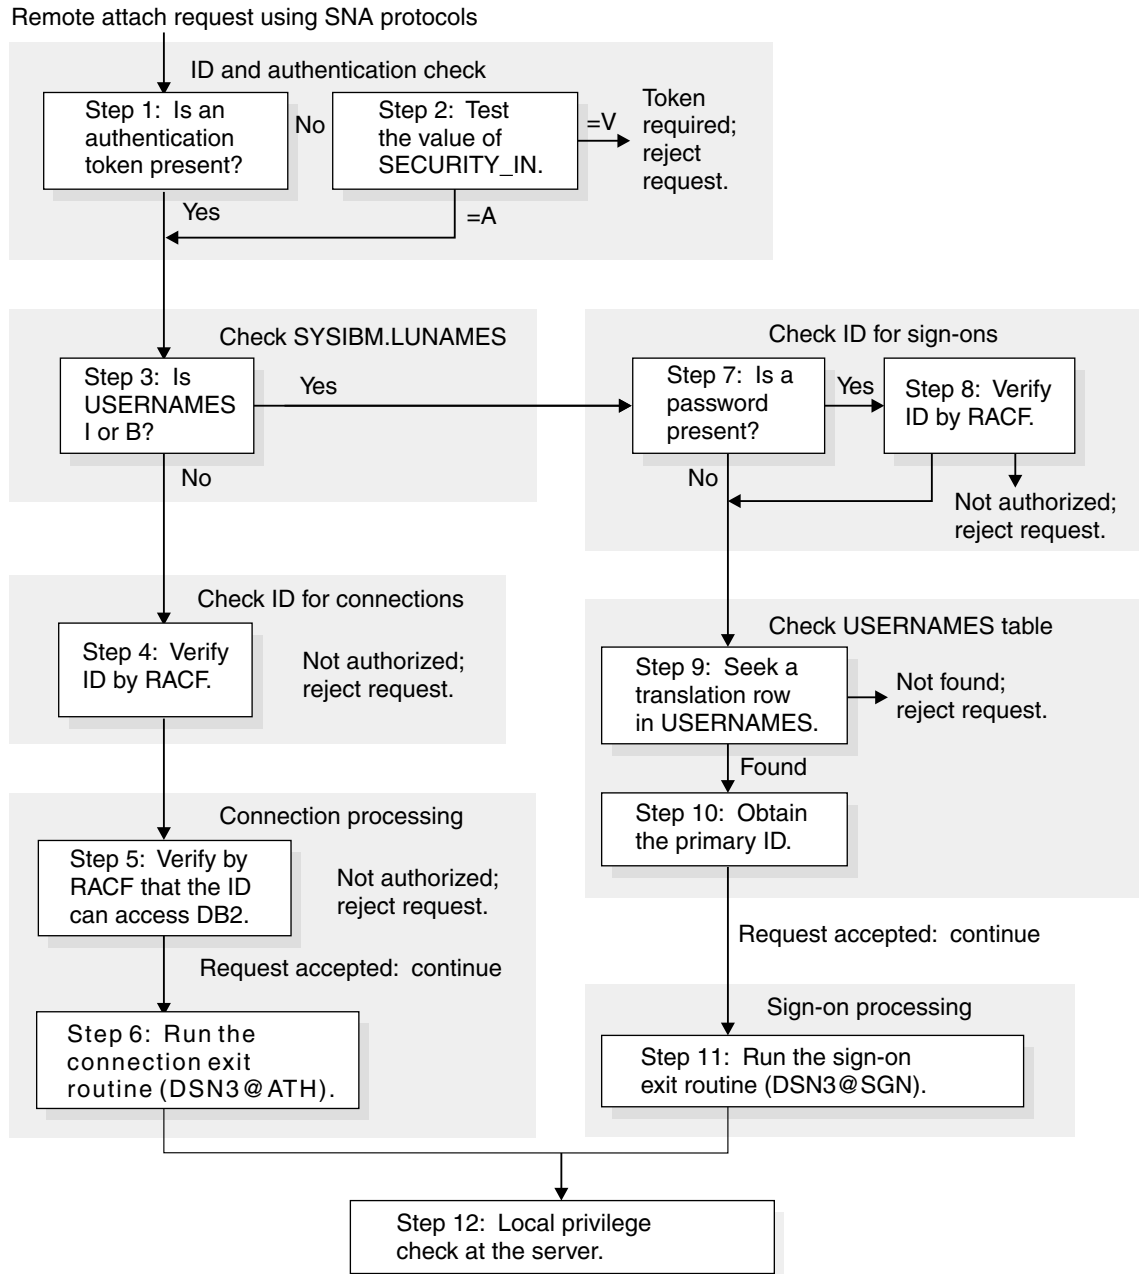 Remote attach request using SNA protocols
ID and authentication check
Step 1: Is an
authentication
token present?
No
Step 2: Test
the value of
SECURITY_IN.
=V
Token
required;
reject
request.
Yes
=A
Check SYSIBM.LUNAMES
Step 3: Is
USERNAMES
I or B?
Yes
No
Check ID for sign-ons
Step 7: Is a
password
present?
Yes
Step 8: Verify
ID by RACF.
No
Not authorized;
reject request.
Check ID for connections
Step 4: Verify
ID by RACF.
Not authorized;
reject request.
Check USERNAMES table
Step 9: Seek a
translation row
in USERNAMES.
Not found;
reject request.
Found
Step 10: Obtain
the primary ID.
Connection processing
Step 5: Verify by
RACF that the ID
can access DB2.
Not authorized;
reject request.
Request accepted: continue
Step 6: Run the
connection exit
routine (DSN3@ATH).
Request accepted: continue
Sign-on processing
Step 11: Run the sign-on
exit routine (DSN3@SGN).
Step 12: Local privilege
check at the server.